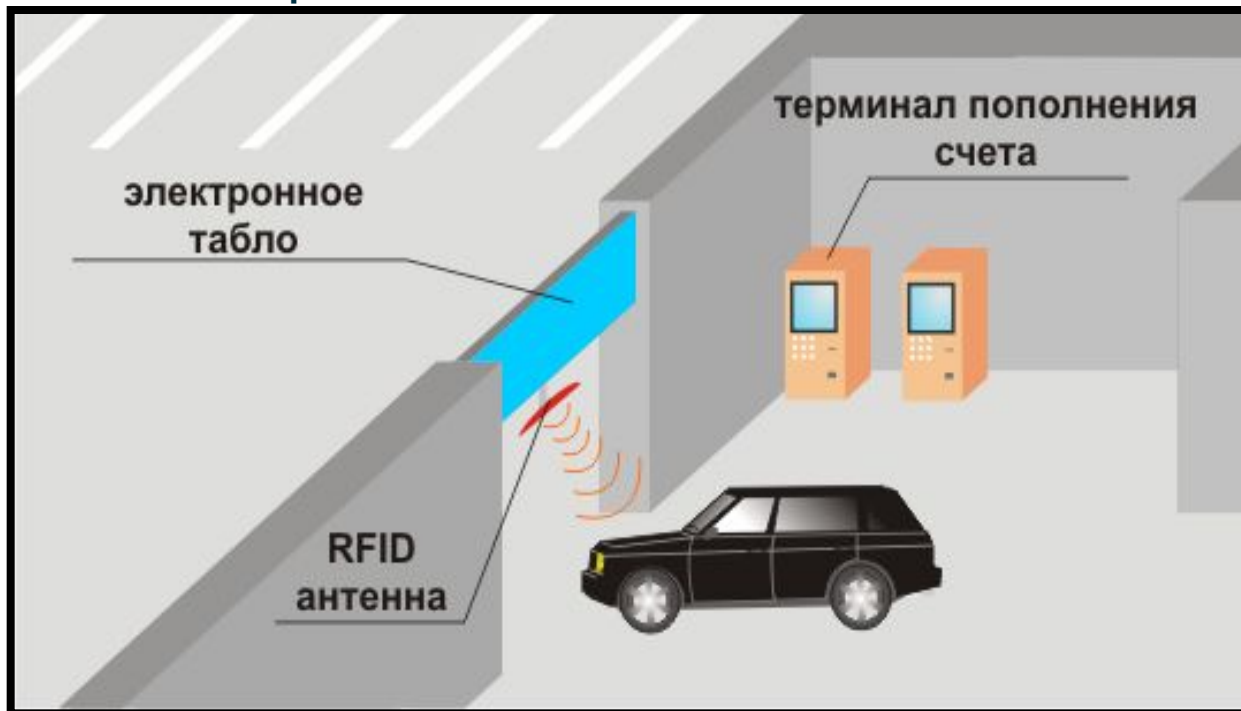 терминал пополнения
счета
электронное
табло
RFID
антенна